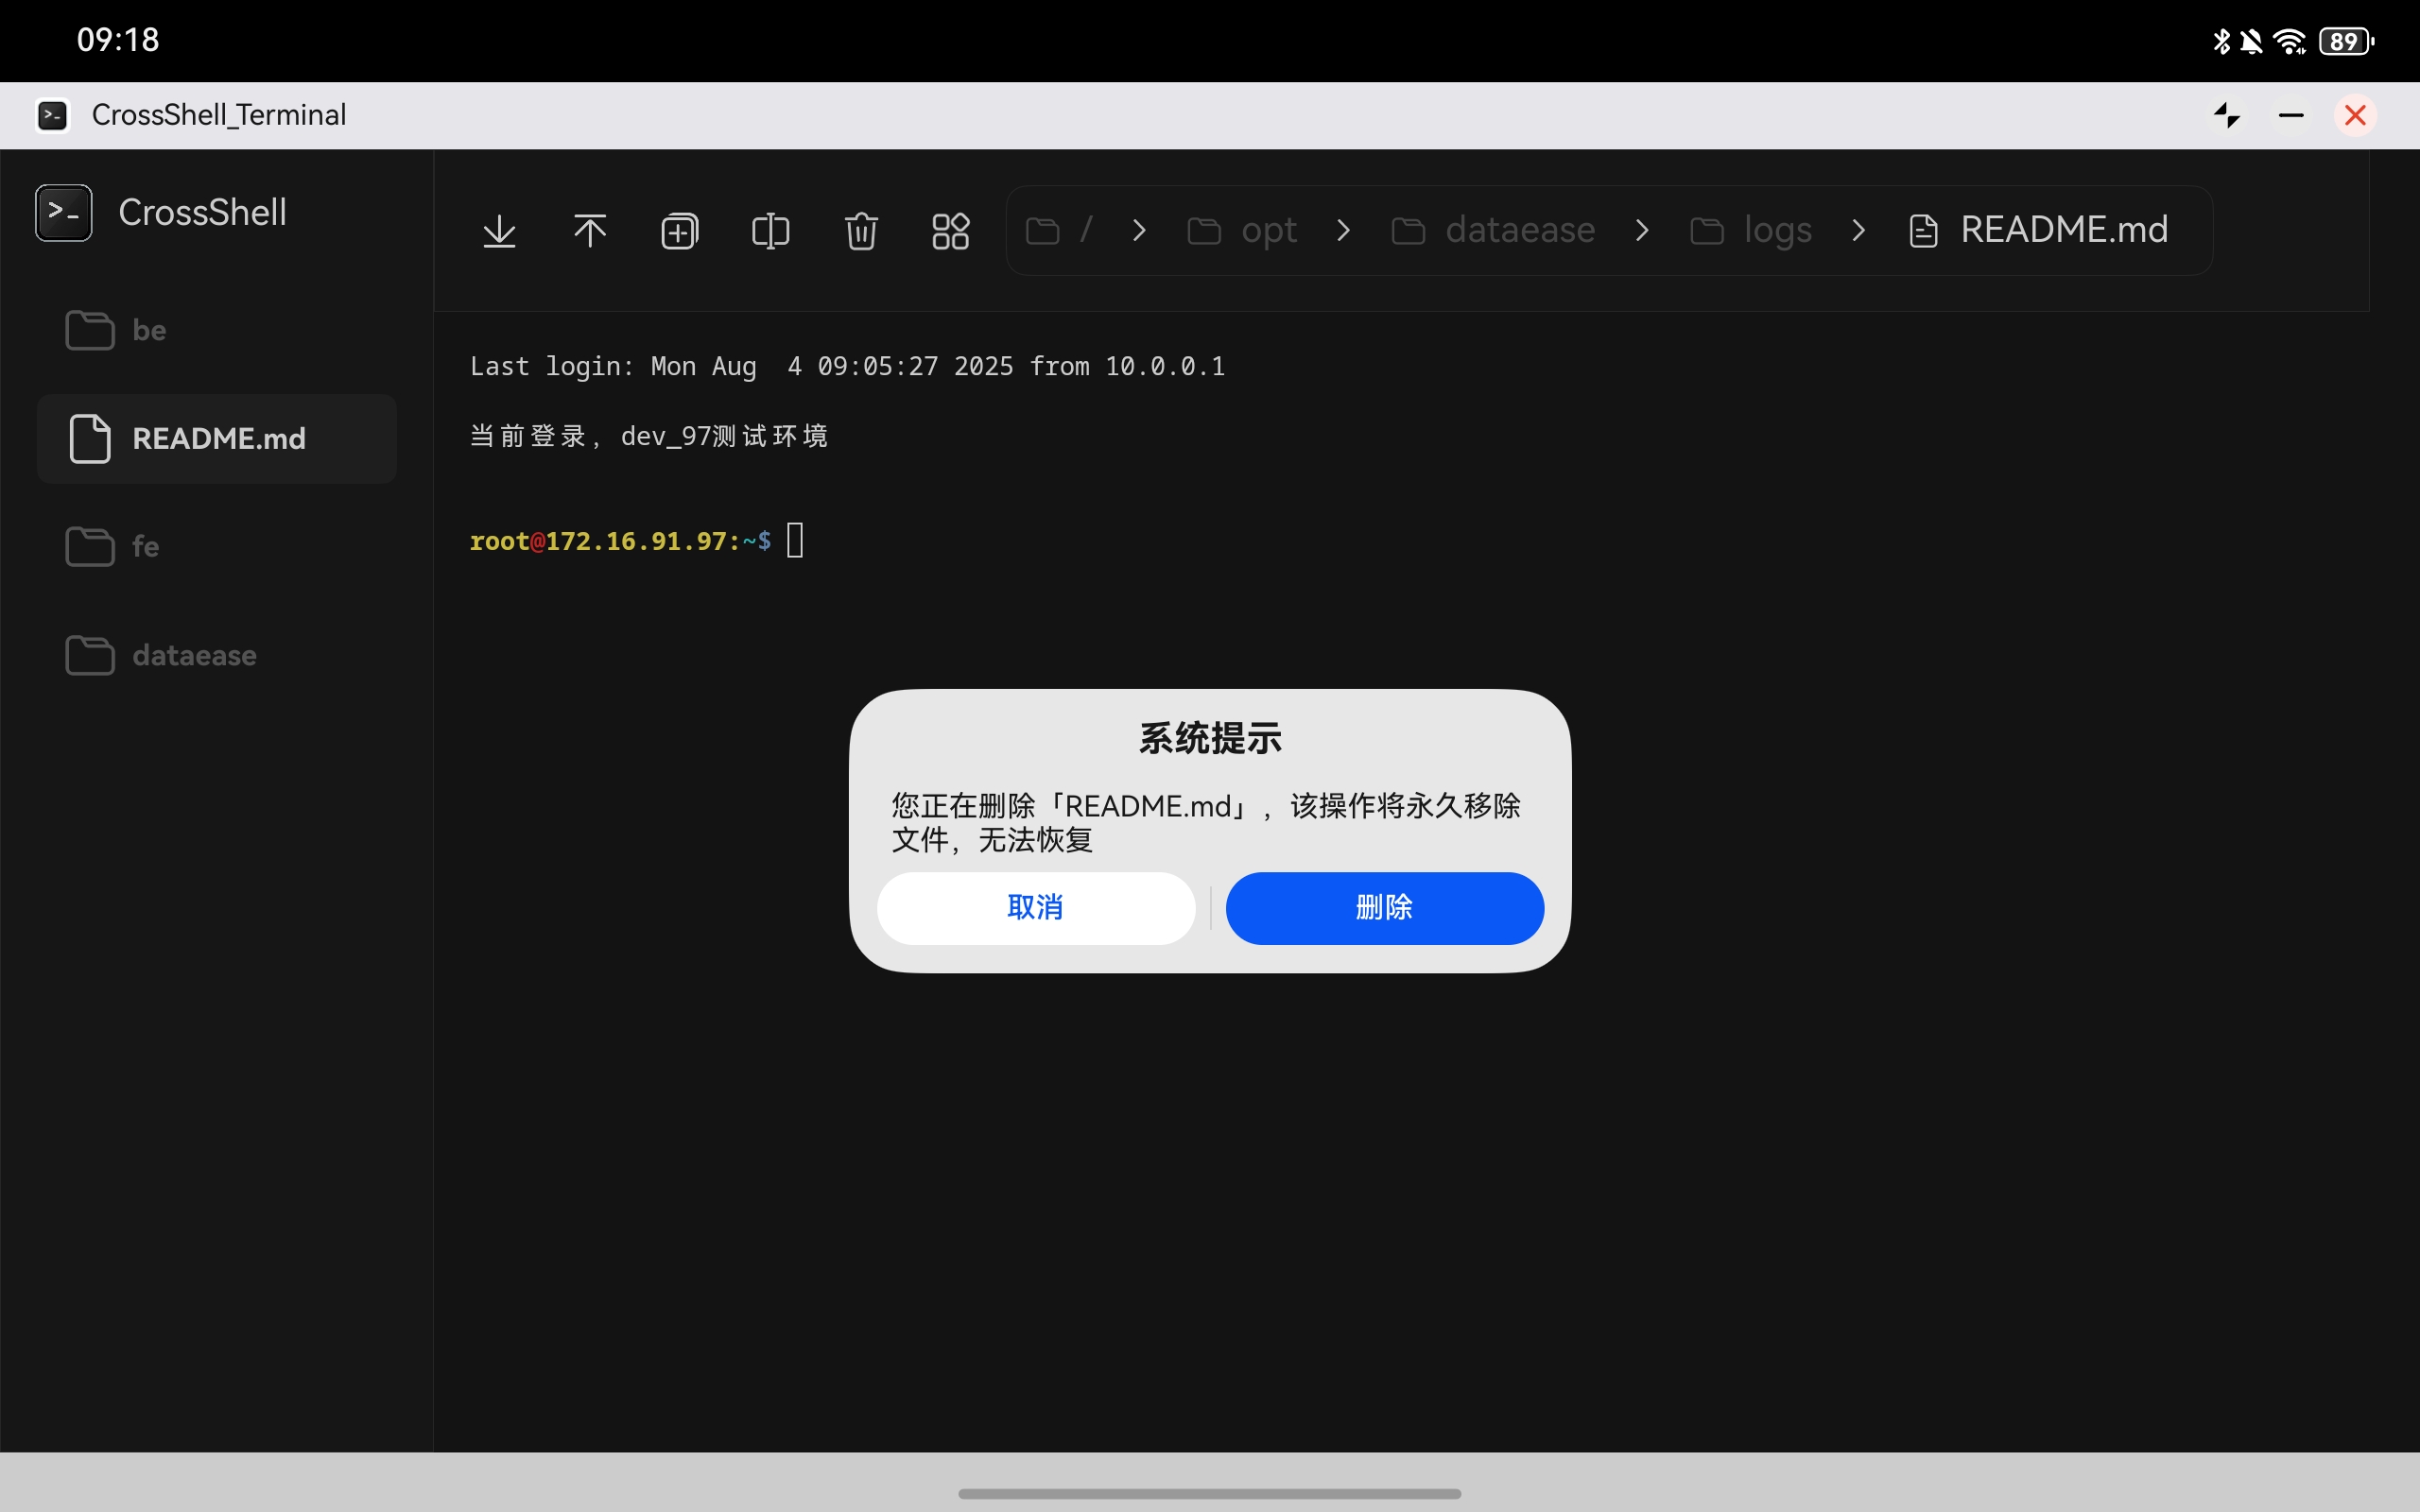 09:18
89
CrossShell_Terminal
CrossShell
/ opt dataease logs README.md
be
README.md
fe
dataease
Last login: Mon Aug  4 09:05:27 2025 from 10.0.0.1
当前登录，dev_97测试环境
root@172.16.91.97:~$
系统提示
您正在删除「README.md」，该操作将永久移除
文件，无法恢复
取消
删除